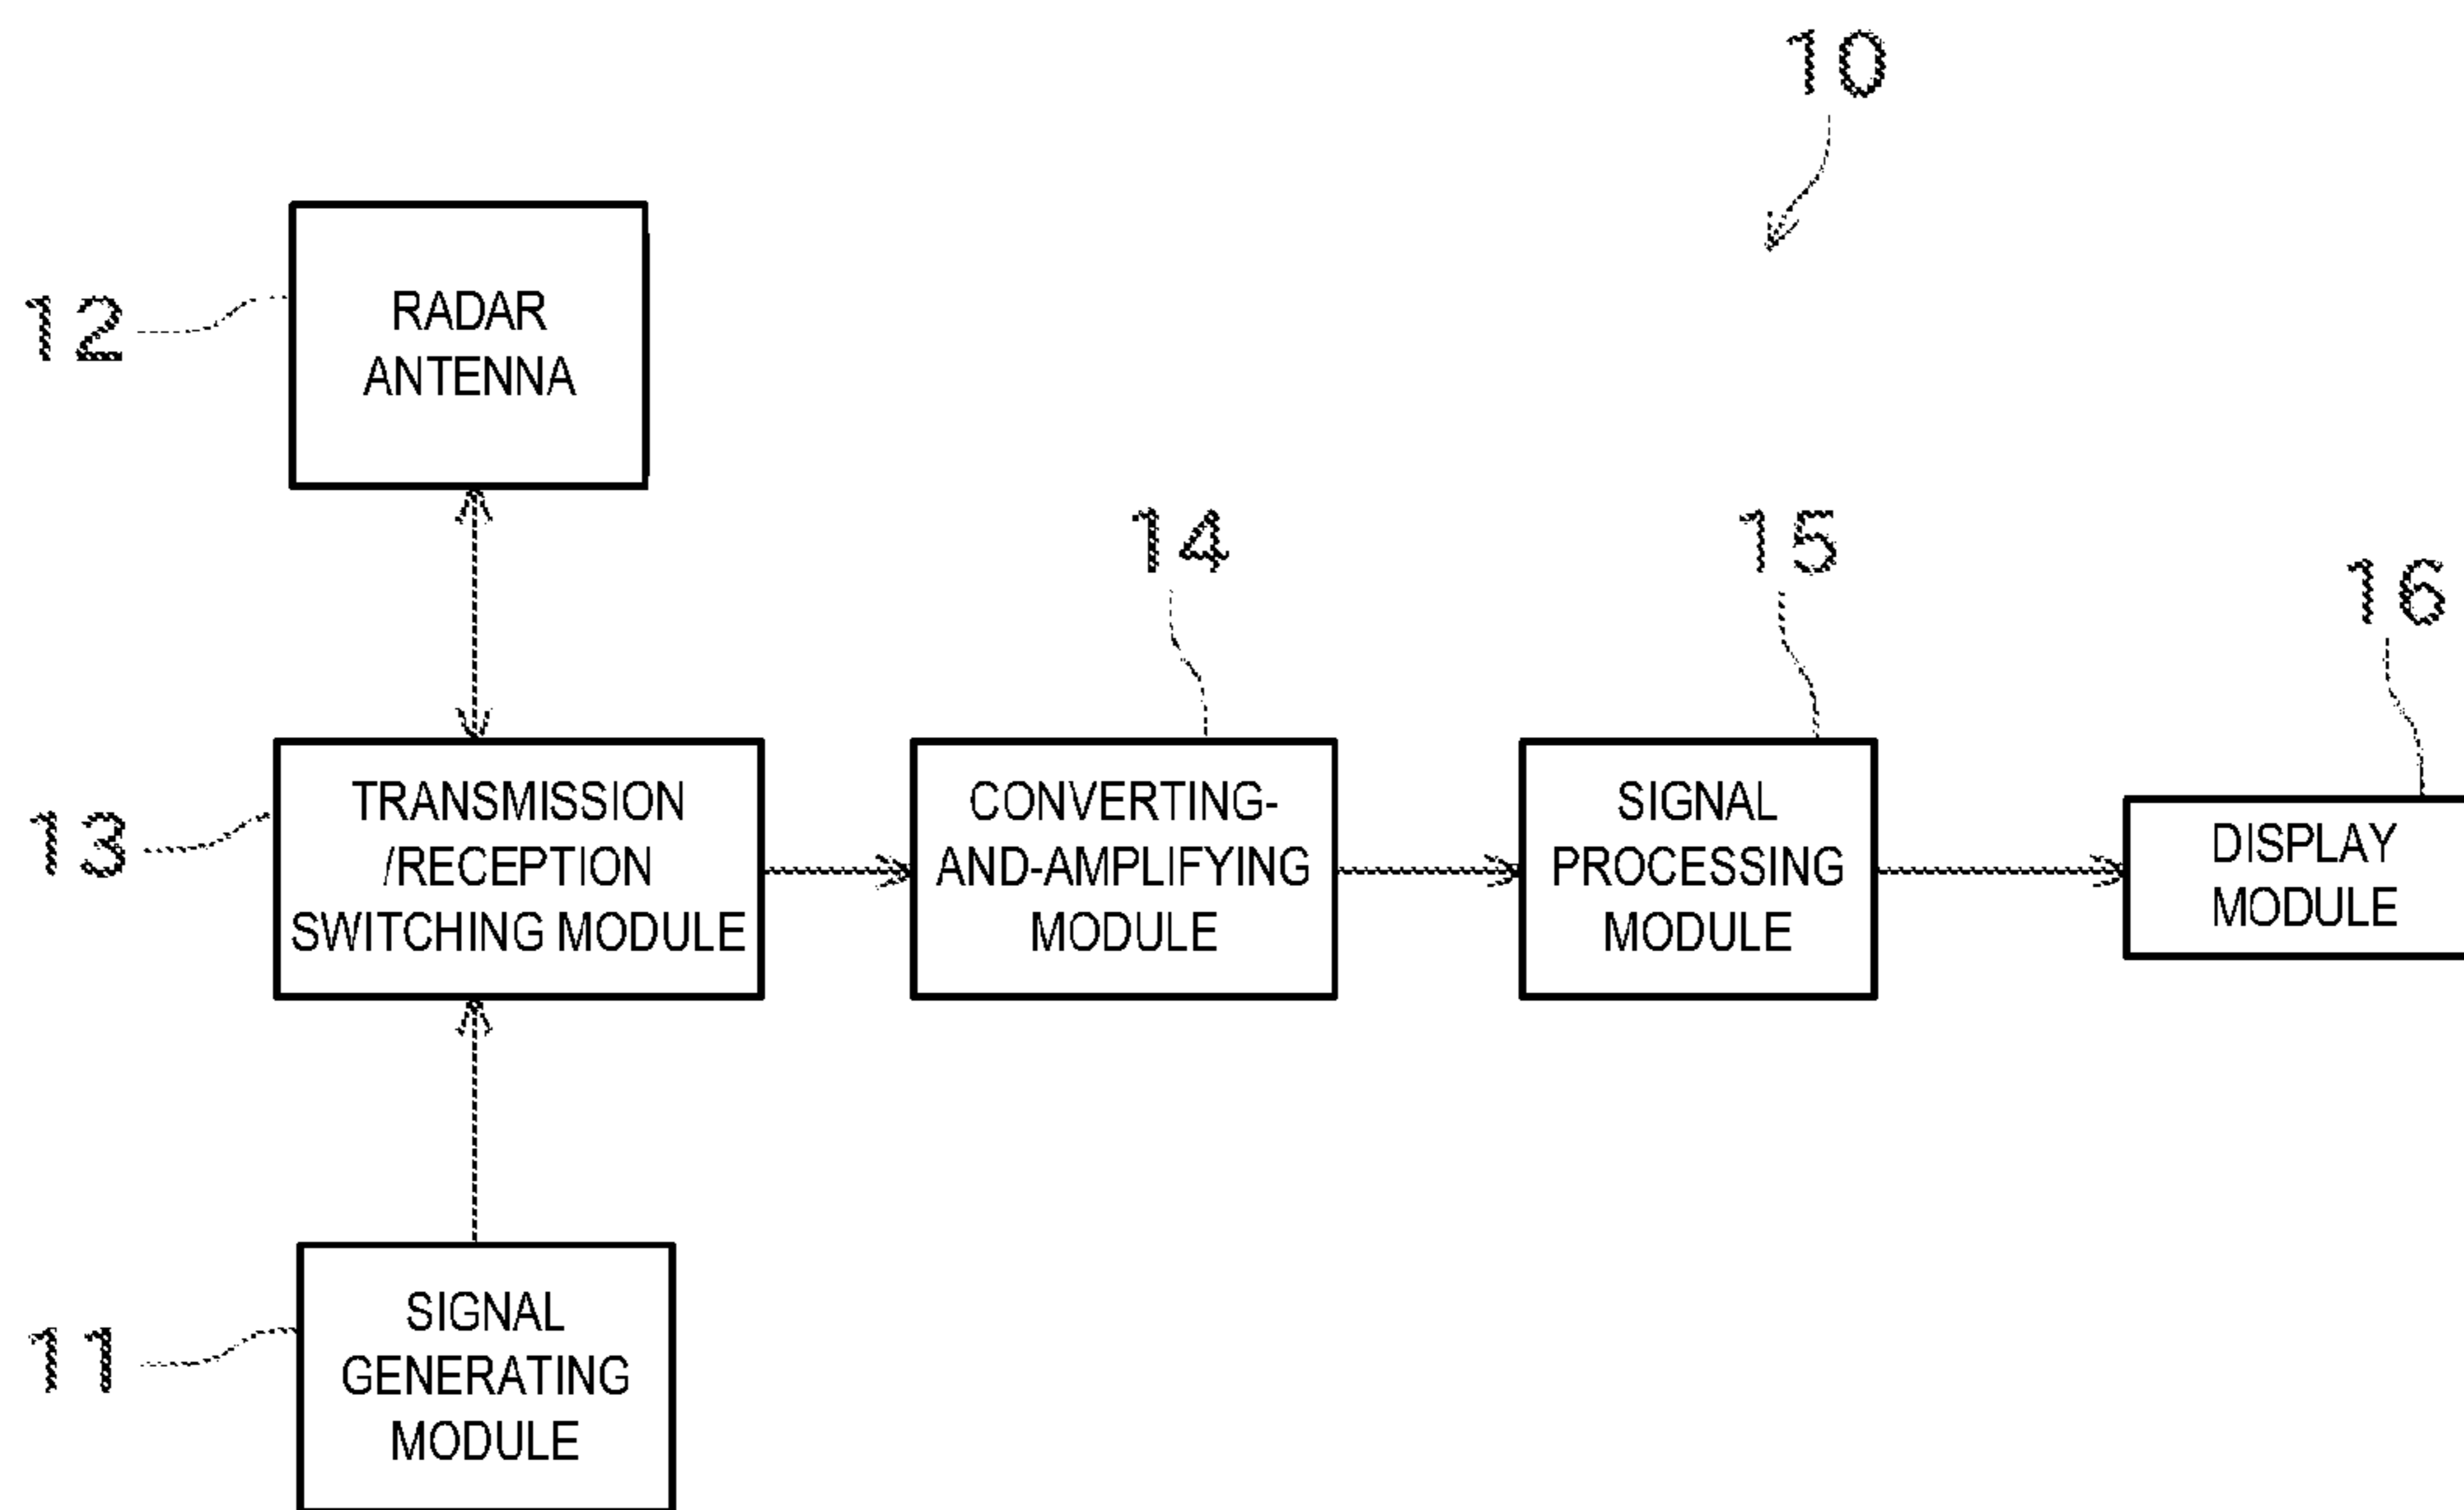 10
12
RADAR
ANTENNA
14
15
16
13
TRANSMISSION
/RECEPTION
SWITCHING MODULE
CONVERTING-
AND-AMPLIFYING
MODULE
SIGNAL
PROCESSING
MODULE
DISPLAY
MODULE
11
SIGNAL
GENERATING
MODULE